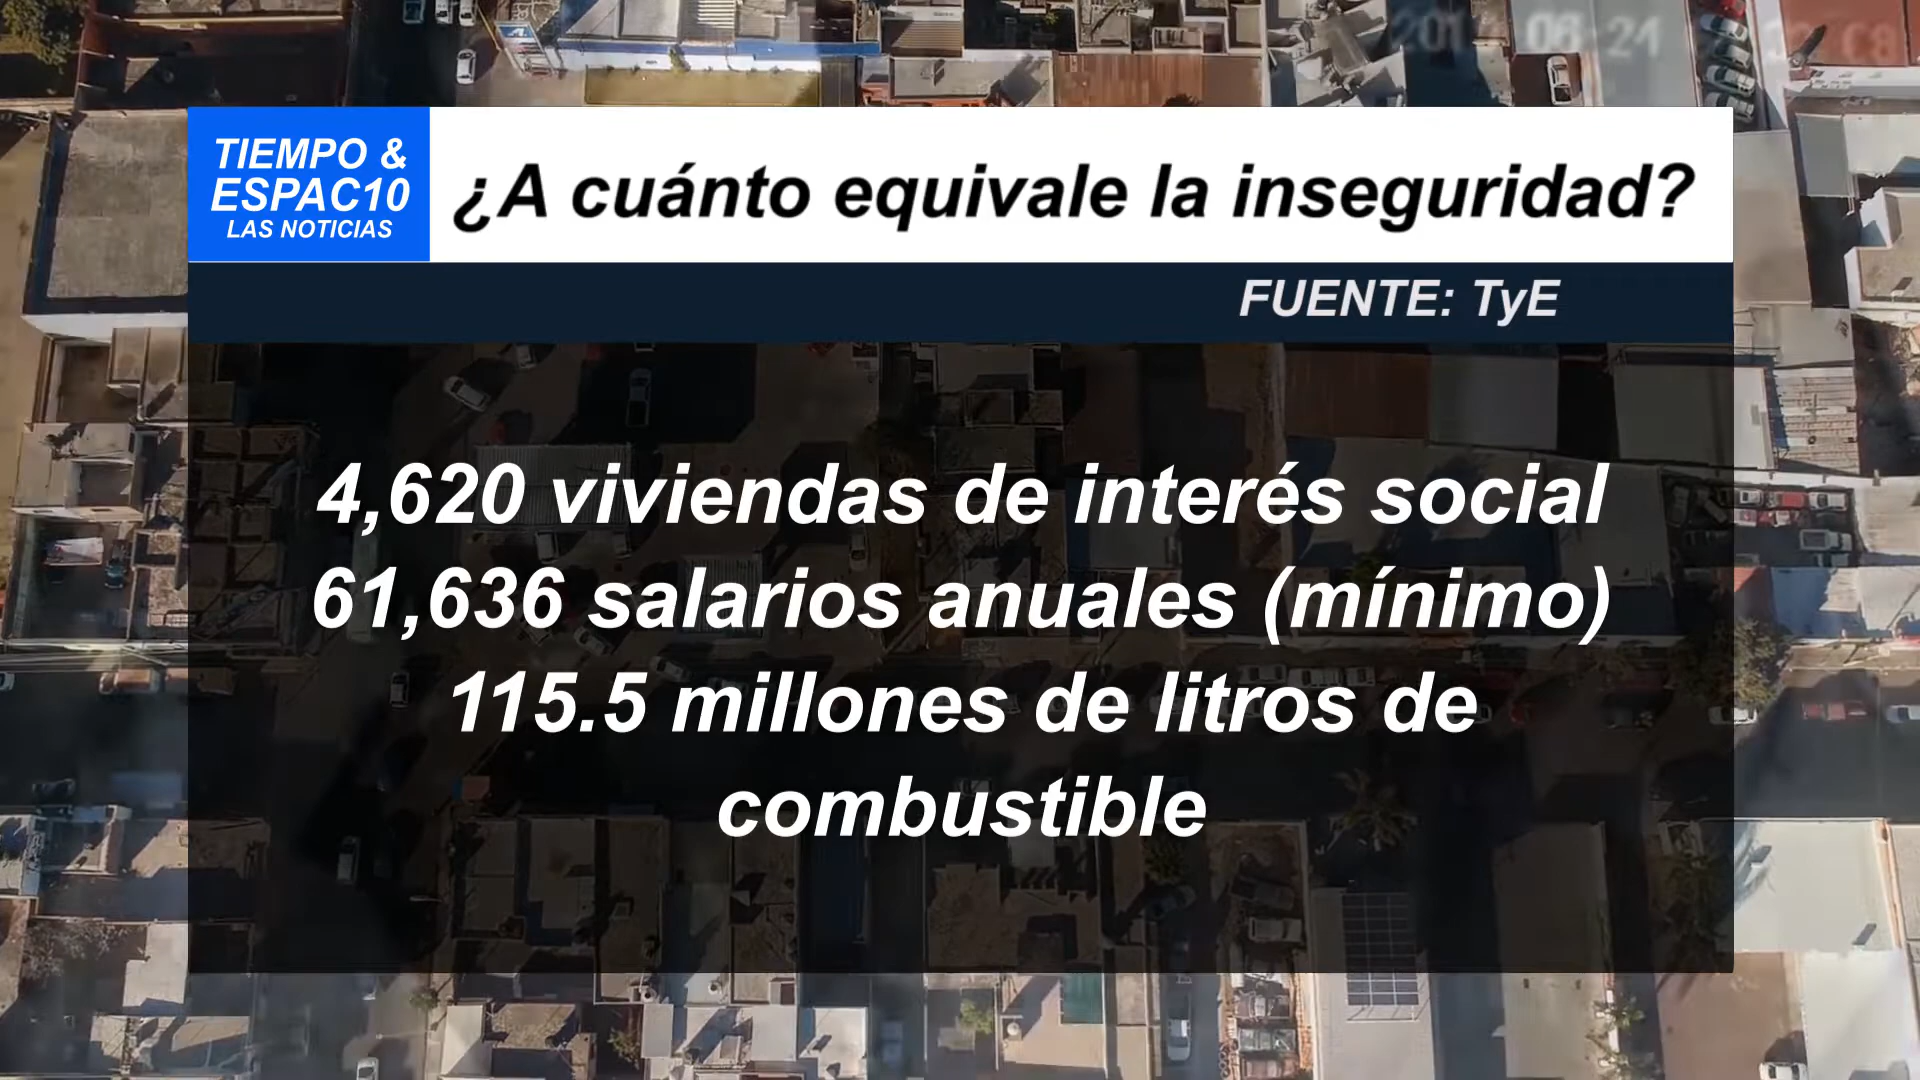 TIEMPO &
ESPAC10
LAS NOTICIAS
¿A cuánto equivale la inseguridad?
FUENTE: TyE
4,620 viviendas de interés social
61,636 salarios anuales (mínimo)
115.5 millones de litros de
combustible